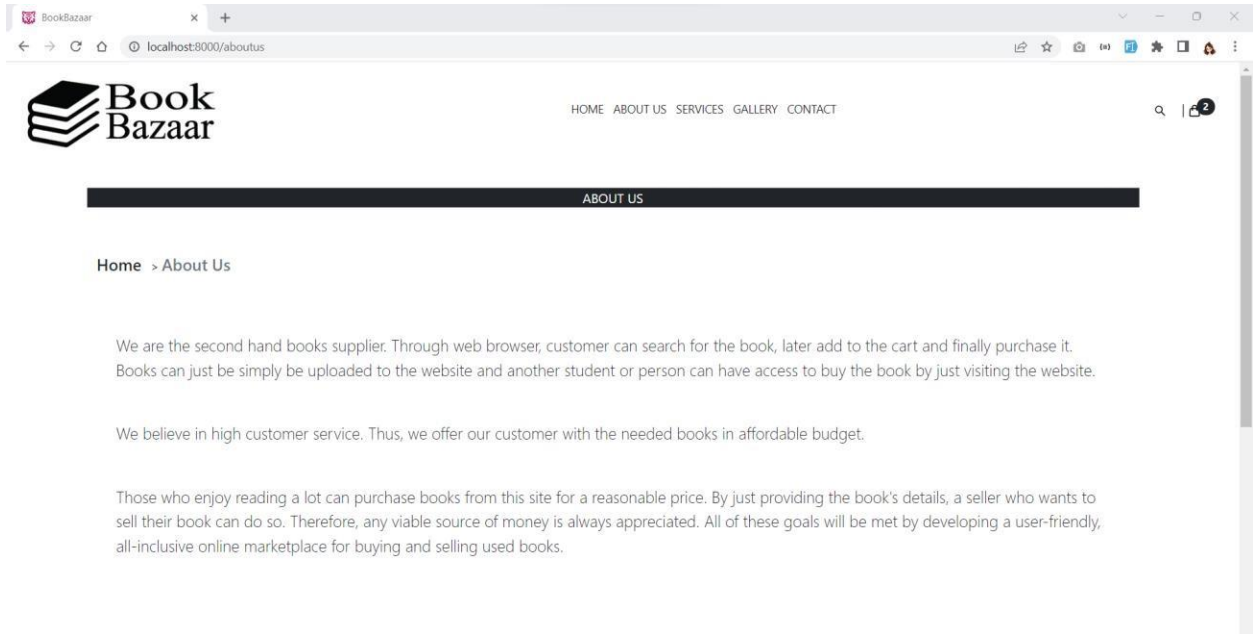 BookBazaar
localhost:8000/aboutus
Book
Bazaar
HOME ABOUT US SERVICES GALLERY CONTACT
2
ABOUT US
Home > About Us
We are the second hand books supplier. Through web browser, customer can search for the book, later add to the cart and finally purchase it.
Books can just be simply be uploaded to the website and another student or person can have access to buy the book by just visiting the website.
We believe in high customer service. Thus, we offer our customer with the needed books in affordable budget.
Those who enjoy reading a lot can purchase books from this site for a reasonable price. By just providing the book's details, a seller who wants to
sell their book can do so. Therefore, any viable source of money is always appreciated. All of these goals will be met by developing a user-friendly,
all-inclusive online marketplace for buying and selling used books.